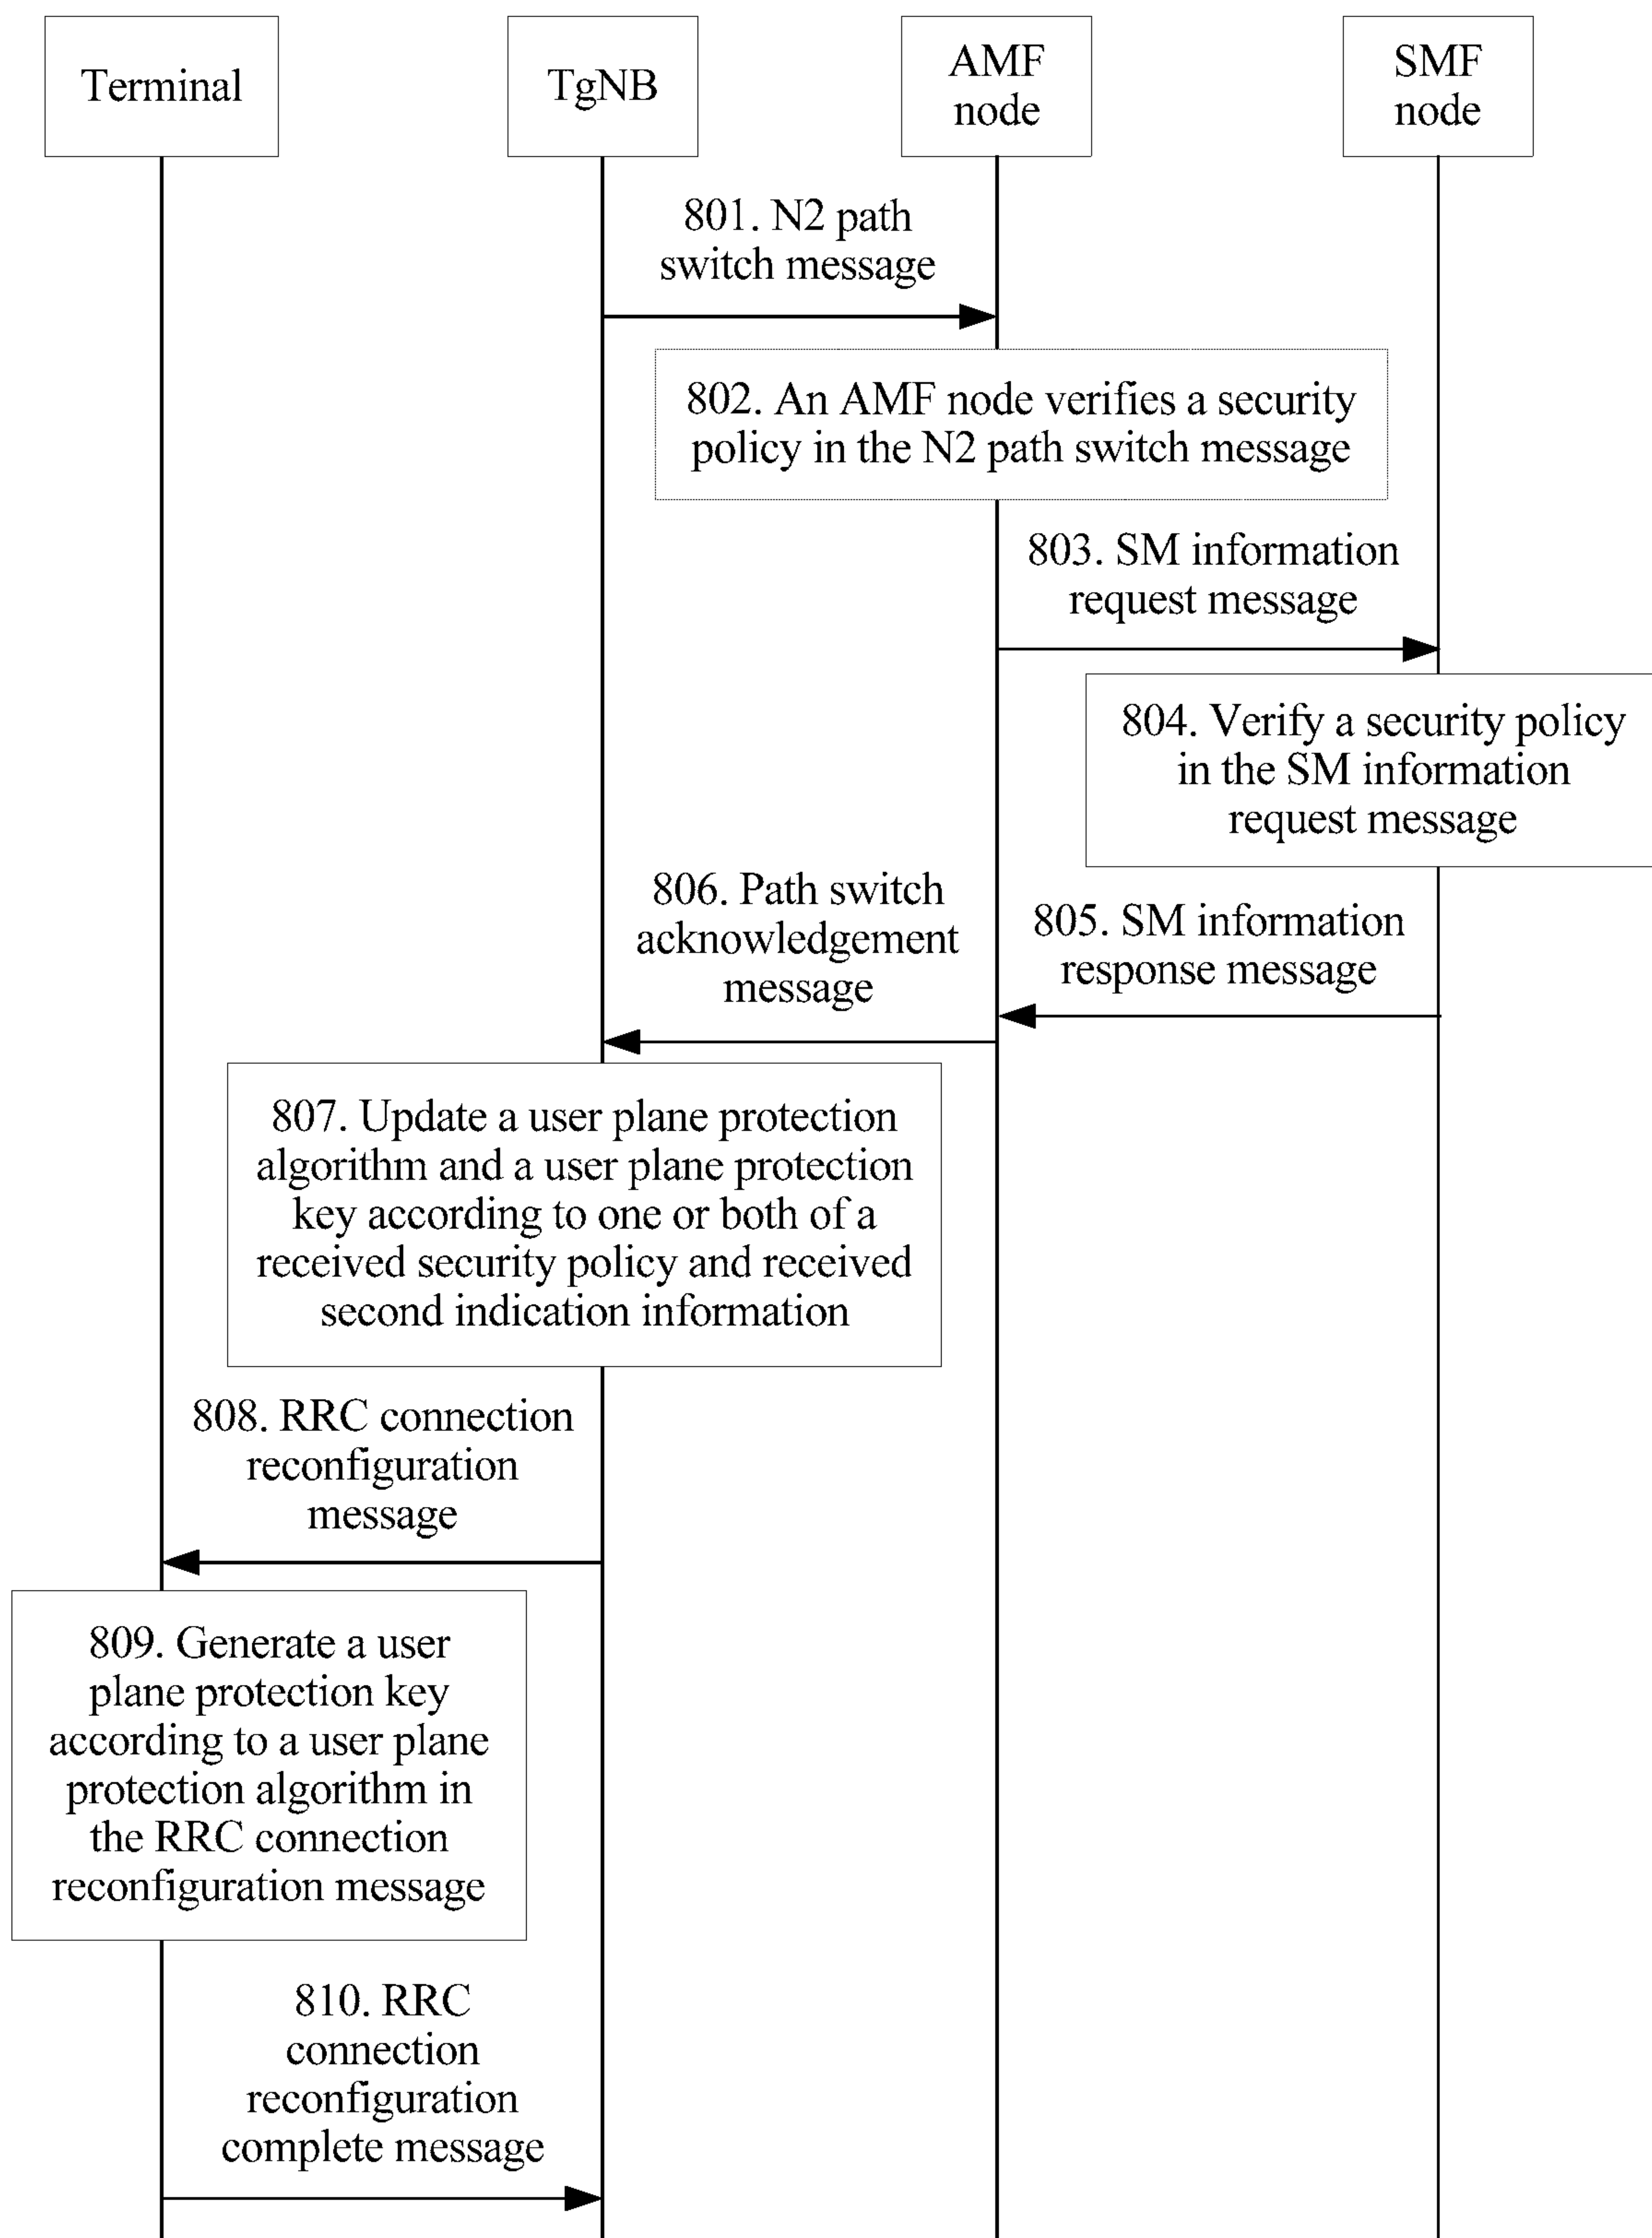 Terminal
TgNB
AMF
node
SMF
node
801. N2 path
switch message
802. An AMF node verifies a security
policy in the N2 path switch message
803. SM information
request message
804. Verify a security policy
in the SM information
request message
805. SM information
response message
806. Path switch
acknowledgement
message
807. Update a user plane protection
algorithm and a user plane protection
key according to one or both of a
received security policy and received
second indication information
808. RRC connection
reconfiguration
message
809. Generate a user
plane protection key
according to a user plane
protection algorithm in
the RRC connection
reconfiguration message
810. RRC
connection
reconfiguration
complete message